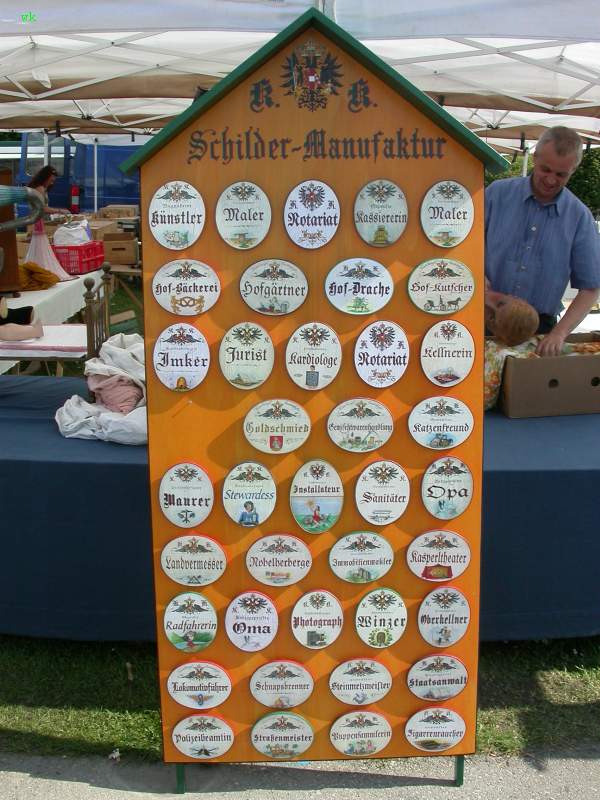 wk
K. K.
Schilder-Manufaktur
Künstler Maler Notariat Kassiererin Maler
Hof-Bäckerei Hofgärtner Hof-Drache Hof-Kutscher
Imker Jurist Kardiologe Notariat Kellnerin
Goldschmied Gemischtwarenhandlung Katzenfreund
Maurer Stewardess Installateur Sanitäter Opa
Landvermesser Nobelherberge Immobilienmakler Kasperltheater
Radfahrerin Oma Photograph Winzer Oberkellner
Lokomotivführer Schnapsbrenner Steinmetzmeister Staatsanwalt
Polizeibeamtin Straßenmeister Puppensammlerin Zigarrenraucher